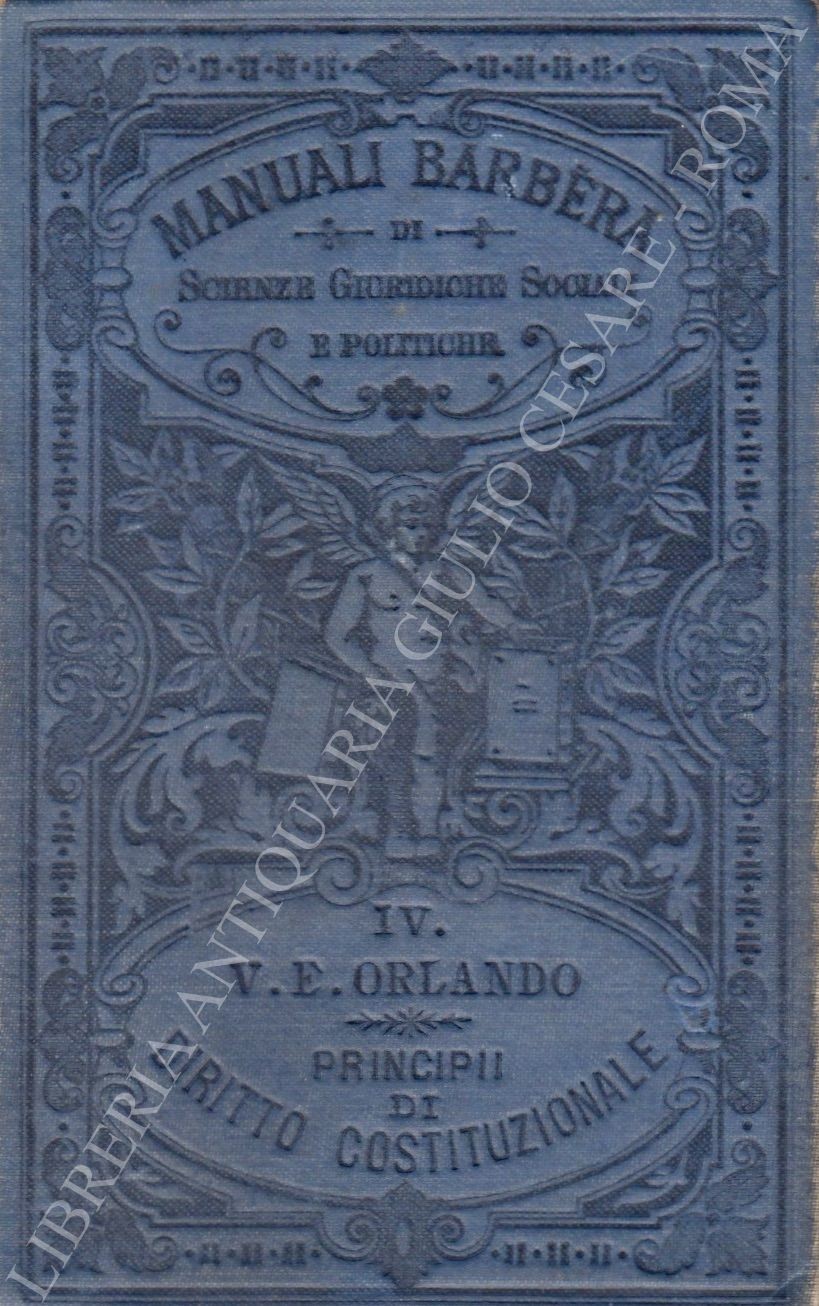 MANUALI BARBÈRA
DI
SCIENZE GIURIDICHE SOCIALI
E POLITICHE
IV.
V. E. ORLANDO
PRINCIPII
DI
DIRITTO COSTITUZIONALE
LIBRERIA ANTIQUARIA GIULIO CESARE - ROMA